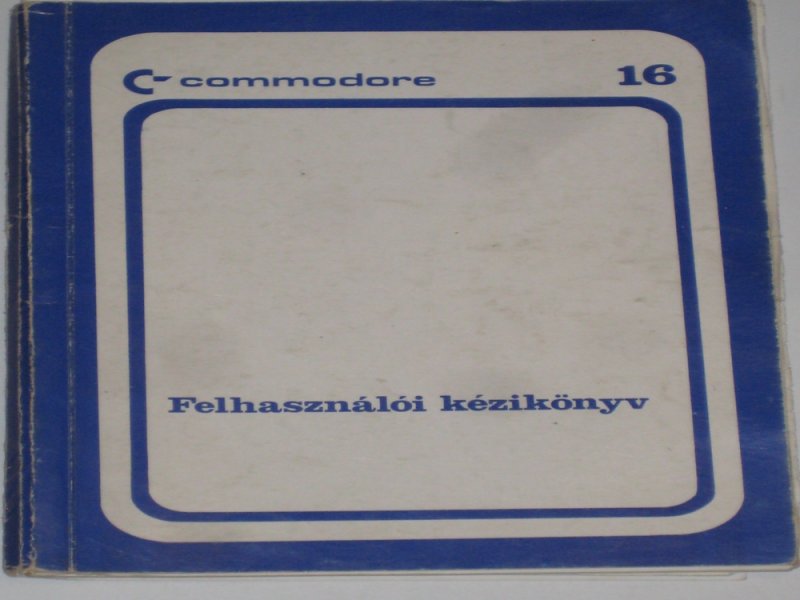 commodore 16
Felhasználói kézikönyv